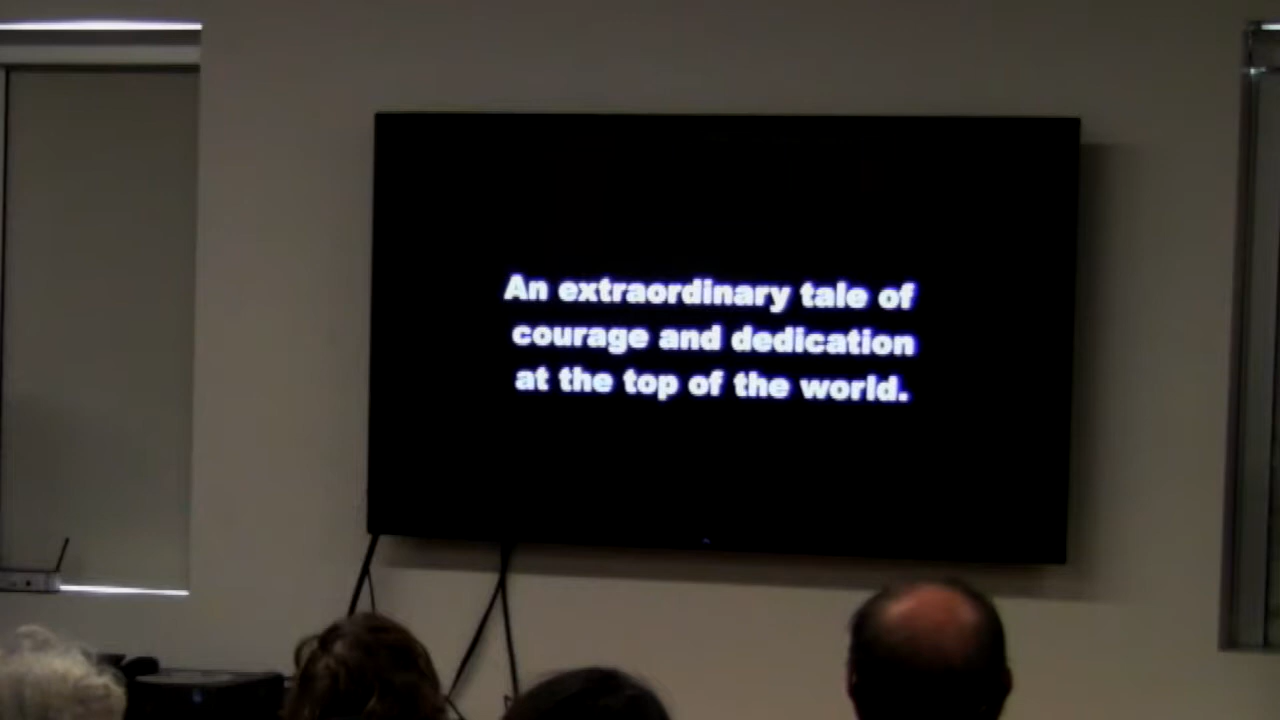 An extraordinary tale of
courage and dedication
at the top of the world.